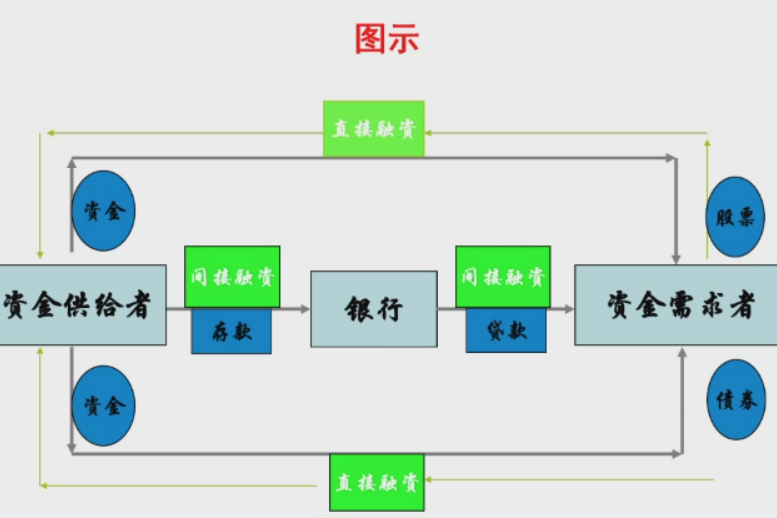 图示
直接融资
资金
股票
间接融资
间接融资
资金供给者
银行
资金需求者
存款
贷款
资金
债券
直接融资